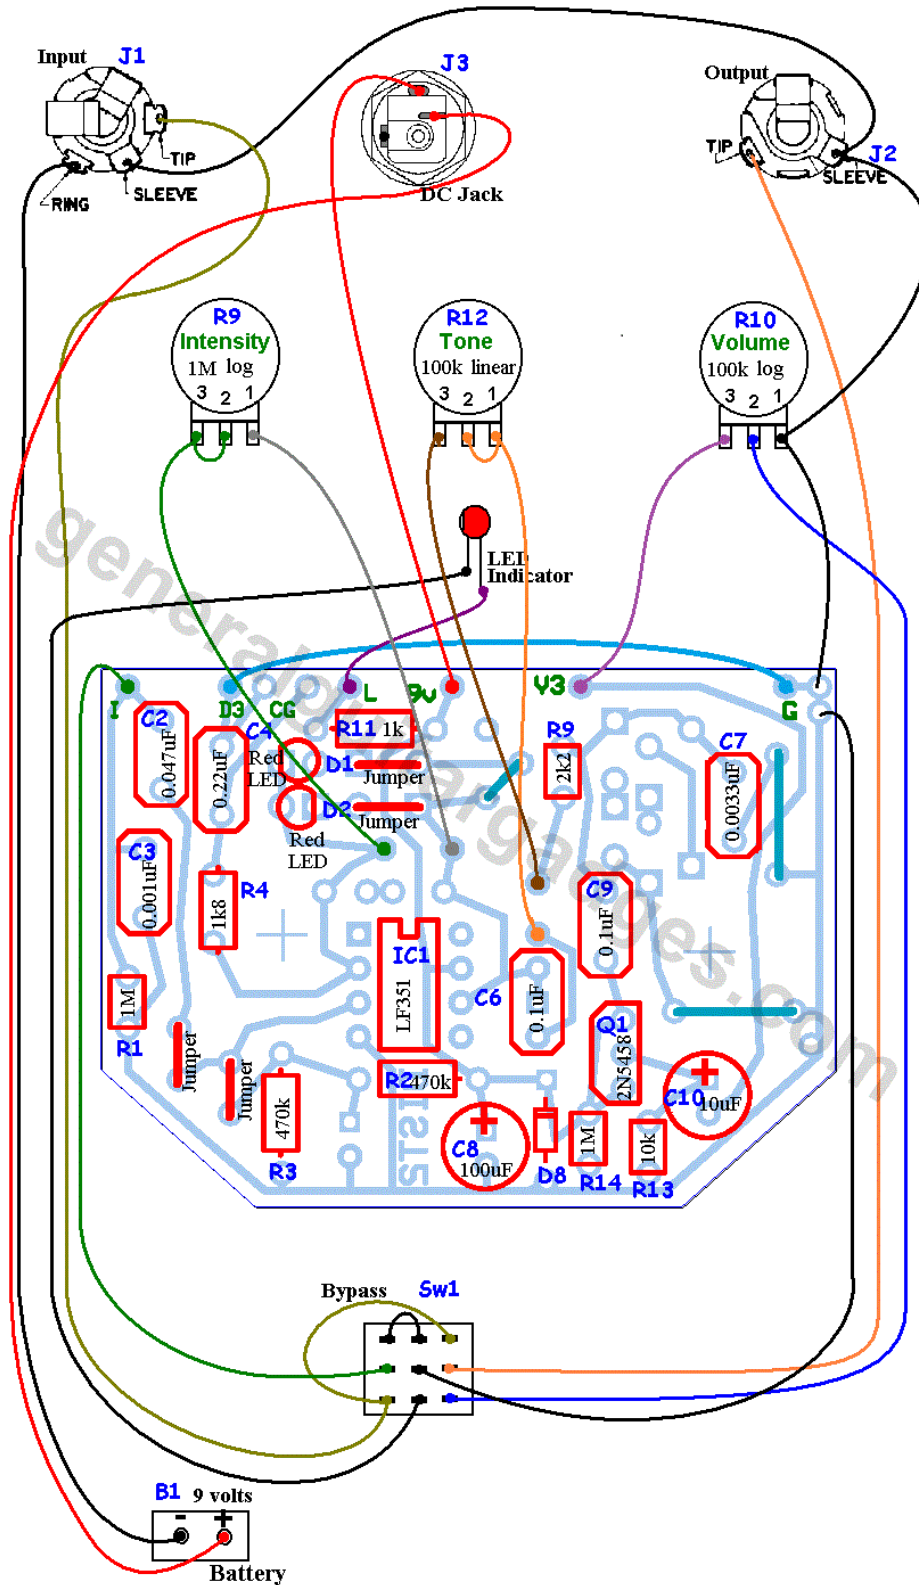 Input
J1
TIP
RING
SLEEVE
J3
DC Jack
Output
TIP
J2
SLEEVE
R9
Intensity
1M log
3 2 1
R12
Tone
100k linear
3 2 1
R10
Volume
100k log
3 2 1
LED
Indicator
generalguitargadgets.com
I
D3
CG
L
9v
V3
G
C2
0.047uF
C4
0.22uF
Red
LED
D1
R11 1k
Jumper
D2
Jumper
Red
LED
R9
2k2
C7
0.0033uF
C3
0.001uF
R4
1k8
IC1
LF351
C9
0.1uF
C6
0.1uF
1M
R1
Jumper
Jumper
470k
R3
R2 470k
Q1
2N5458
C10
10uF
C8
100uF
D8
1M
R14
10k
R13
Bypass
Sw1
B1
9 volts
- +
Battery